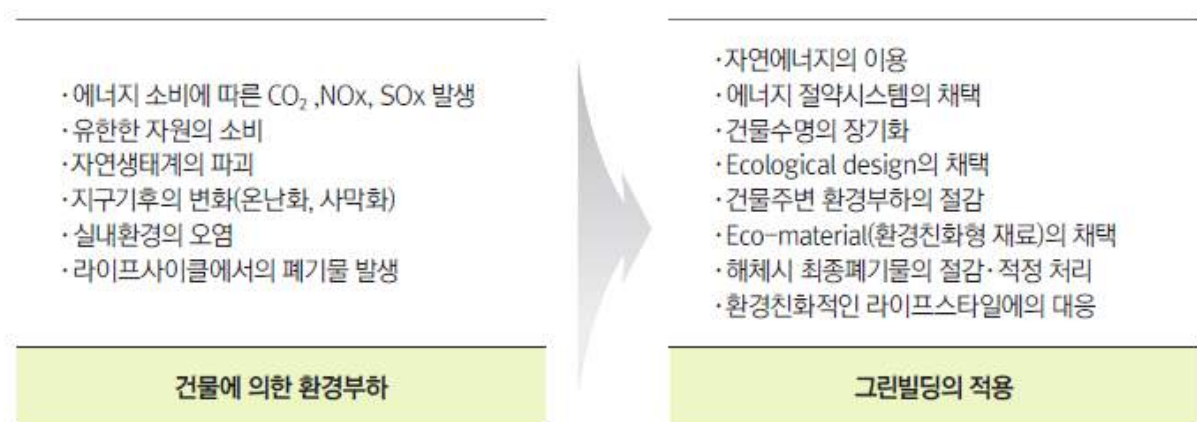 ·에너지 소비에 따른 CO₂ ,NOx, SOx 발생
·유한한 자원의 소비
·자연생태계의 파괴
·지구기후의 변화(온난화, 사막화)
·실내환경의 오염
·라이프사이클에서의 폐기물 발생
건물에 의한 환경부하
·자연에너지의 이용
·에너지 절약시스템의 채택
·건물수명의 장기화
·Ecological design의 채택
·건물주변 환경부하의 절감
·Eco-material(환경친화형 재료)의 채택
·해체시 최종폐기물의 절감·적정 처리
·환경친화적인 라이프스타일에의 대응
그린빌딩의 적용